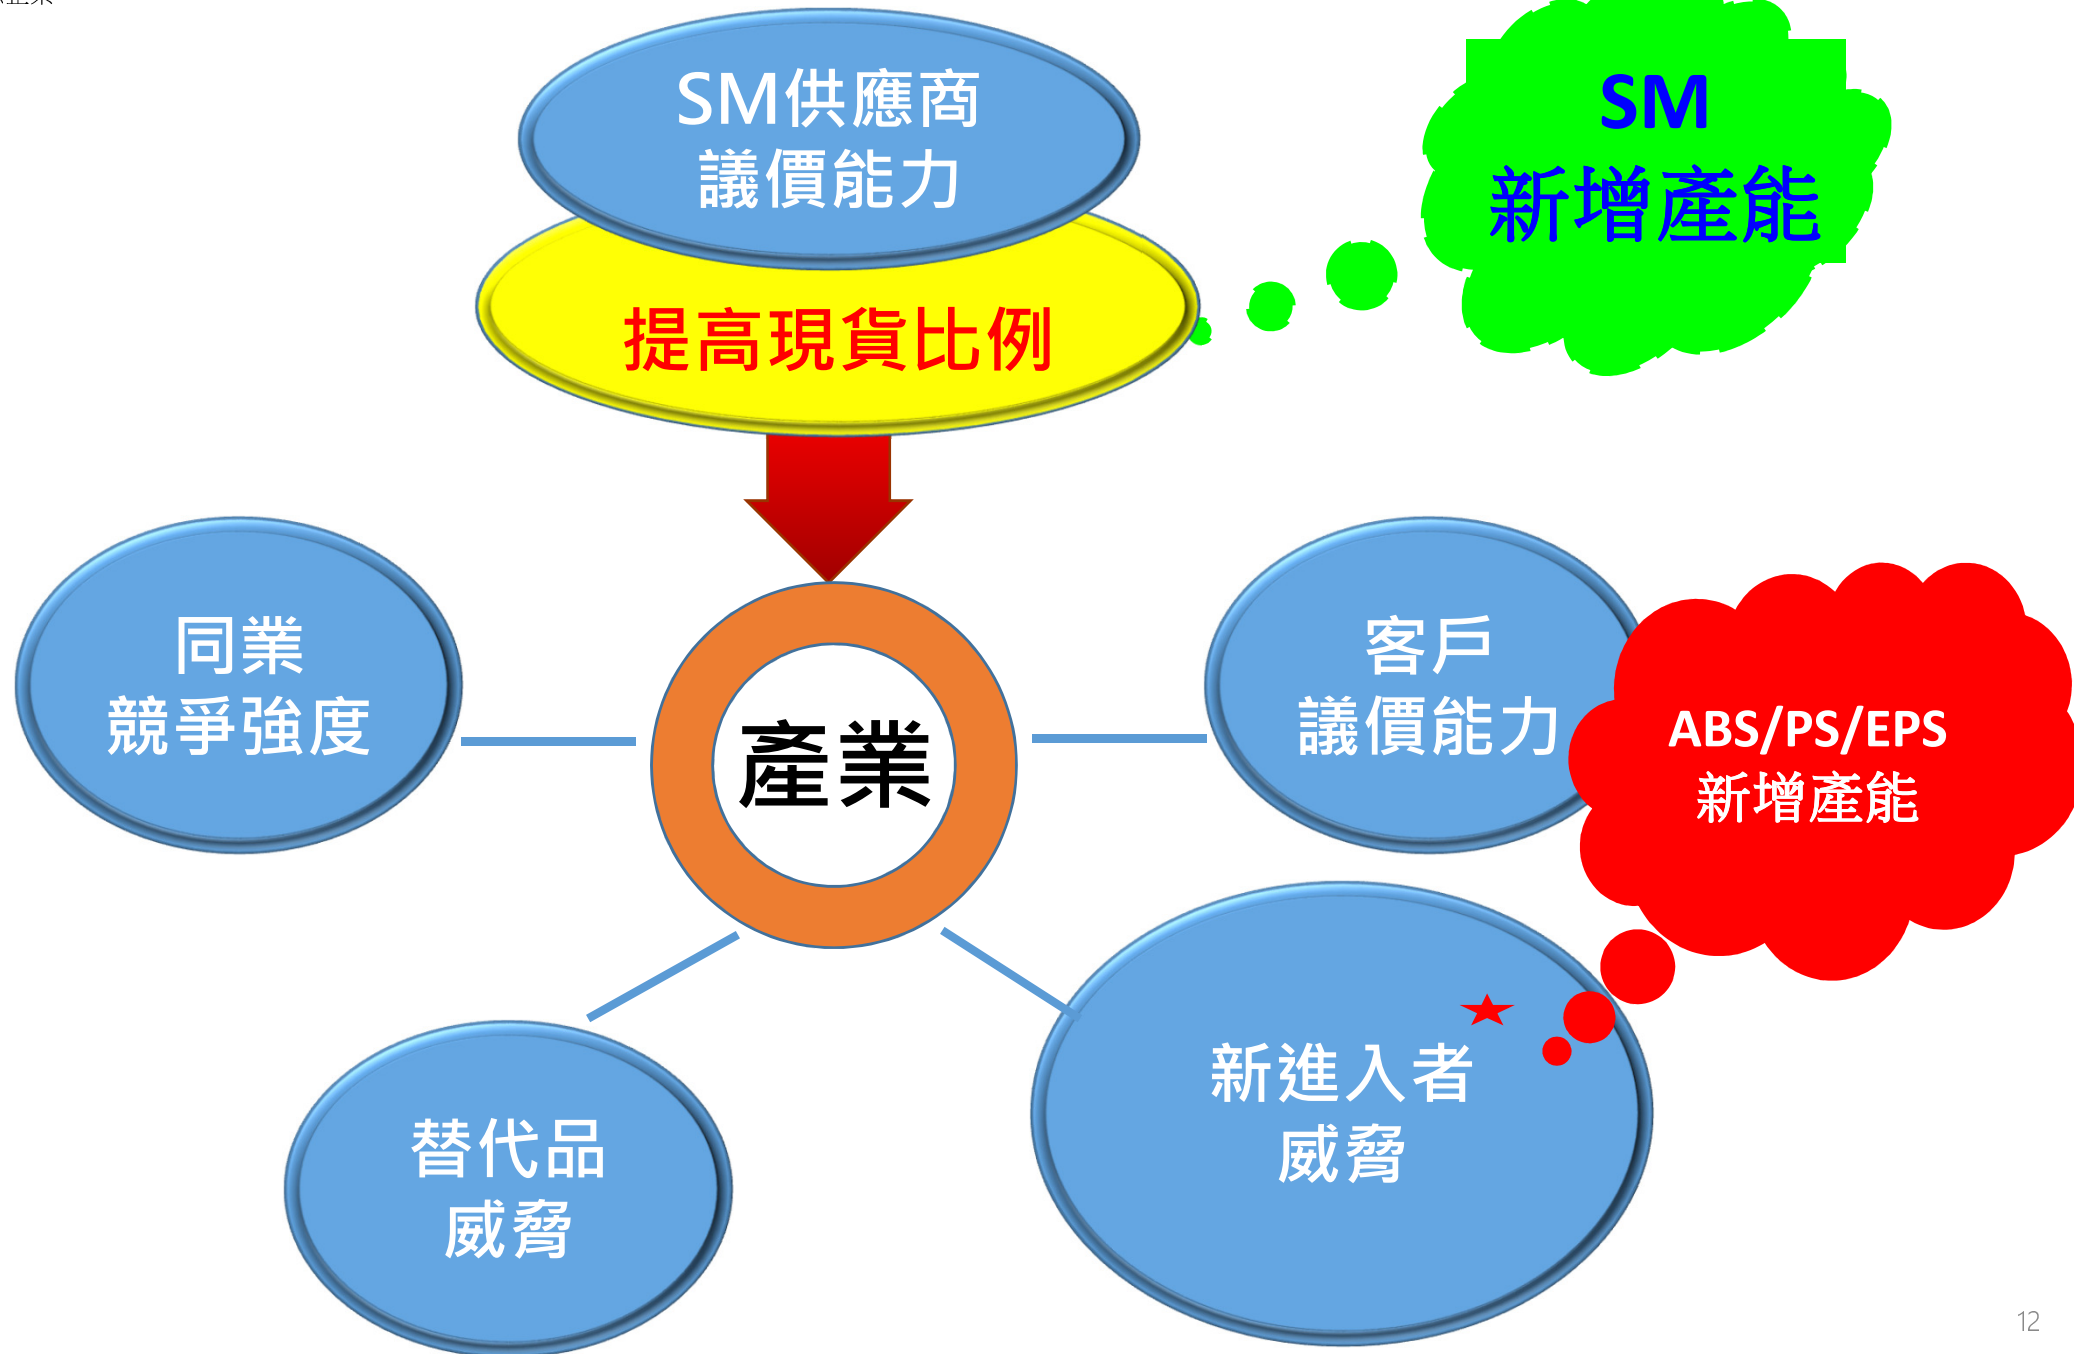 SM供應商
議價能力
提高現貨比例
SM
新增產能
同業
競爭強度
產業
客戶
議價能力
ABS/PS/EPS
新增產能
替代品
威脅
新進入者
威脅
12